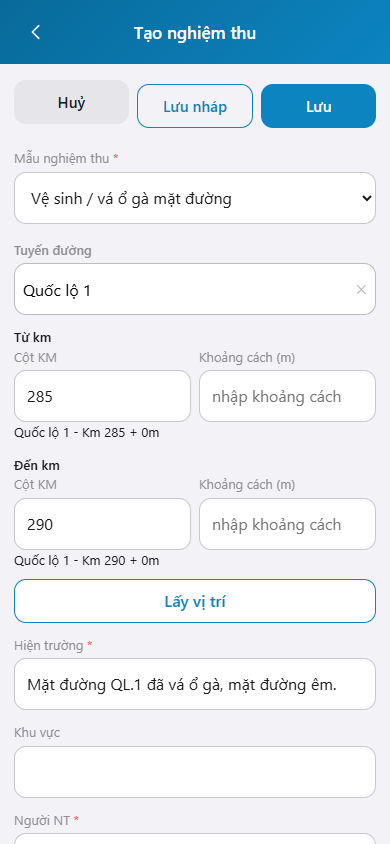 Tạo nghiệm thu
Huỷ
Lưu nháp
Lưu
Mẫu nghiệm thu *
Vệ sinh / vá ổ gà mặt đường
Tuyến đường
Quốc lộ 1
Từ km
Cột KM
Khoảng cách (m)
285
nhập khoảng cách
Quốc lộ 1 - Km 285 + 0m
Đến km
Cột KM
Khoảng cách (m)
290
nhập khoảng cách
Quốc lộ 1 - Km 290 + 0m
Lấy vị trí
Hiện trường *
Mặt đường QL.1 đã vá ổ gà, mặt đường êm.
Khu vực
Người NT *